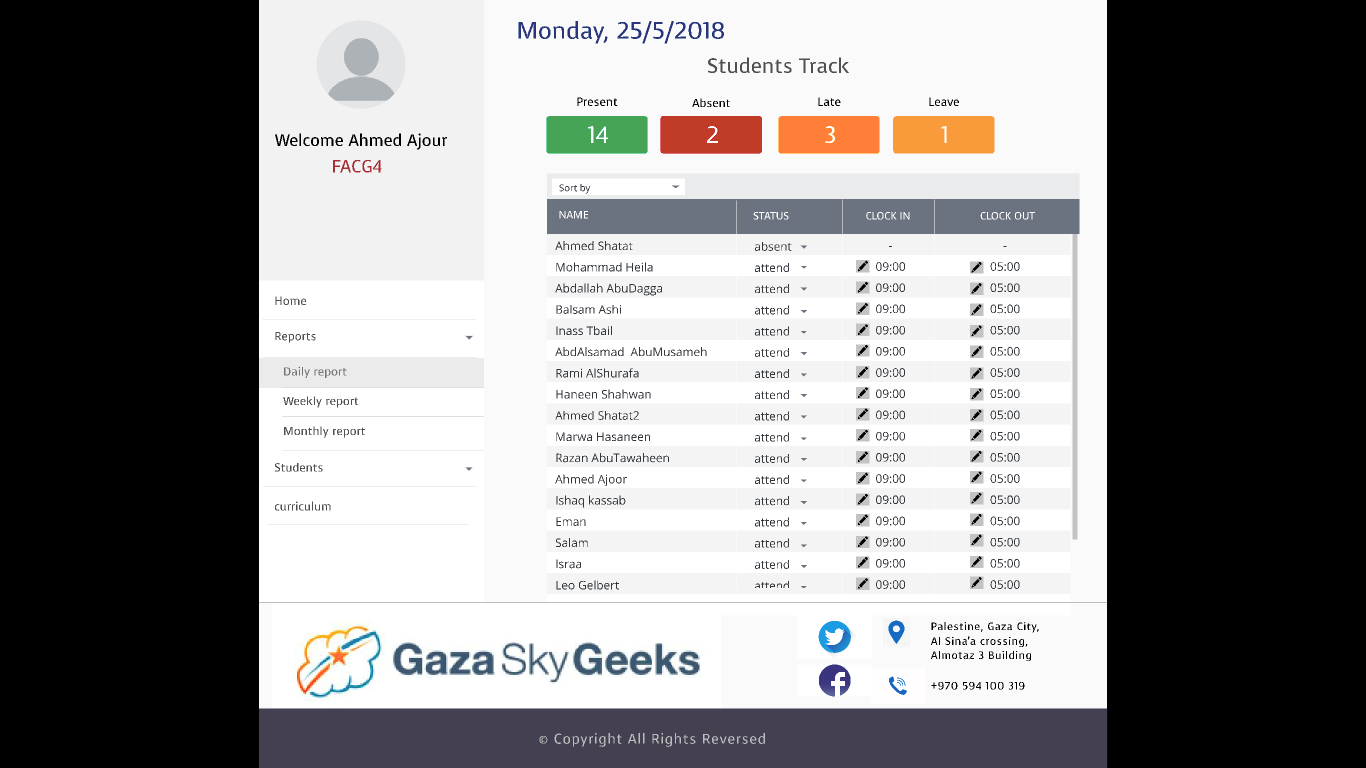 Welcome Ahmed Ajour
FACG4
Home
Reports
Daily report
Weekly report
Monthly report
Students
curriculum
Monday, 25/5/2018
Students Track
Present Absent Late Leave
14 2 3 1
Sort by
NAME STATUS CLOCK IN CLOCK OUT
Ahmed Shatat absent - -
Mohammad Heila attend 09:00 05:00
Abdallah AbuDagga attend 09:00 05:00
Balsam Ashi attend 09:00 05:00
Inass Tbail attend 09:00 05:00
AbdAlsamad AbuMusameh attend 09:00 05:00
Rami AlShurafa attend 09:00 05:00
Haneen Shahwan attend 09:00 05:00
Ahmed Shatat2 attend 09:00 05:00
Marwa Hasaneen attend 09:00 05:00
Razan AbuTawaheen attend 09:00 05:00
Ahmed Ajoor attend 09:00 05:00
Ishaq kassab attend 09:00 05:00
Eman attend 09:00 05:00
Salam attend 09:00 05:00
Israa attend 09:00 05:00
Leo Gelbert attend 09:00 05:00
Gaza Sky Geeks
Palestine, Gaza City,
Al Sina'a crossing,
Almotaz 3 Building
+970 594 100 319
© Copyright All Rights Reversed